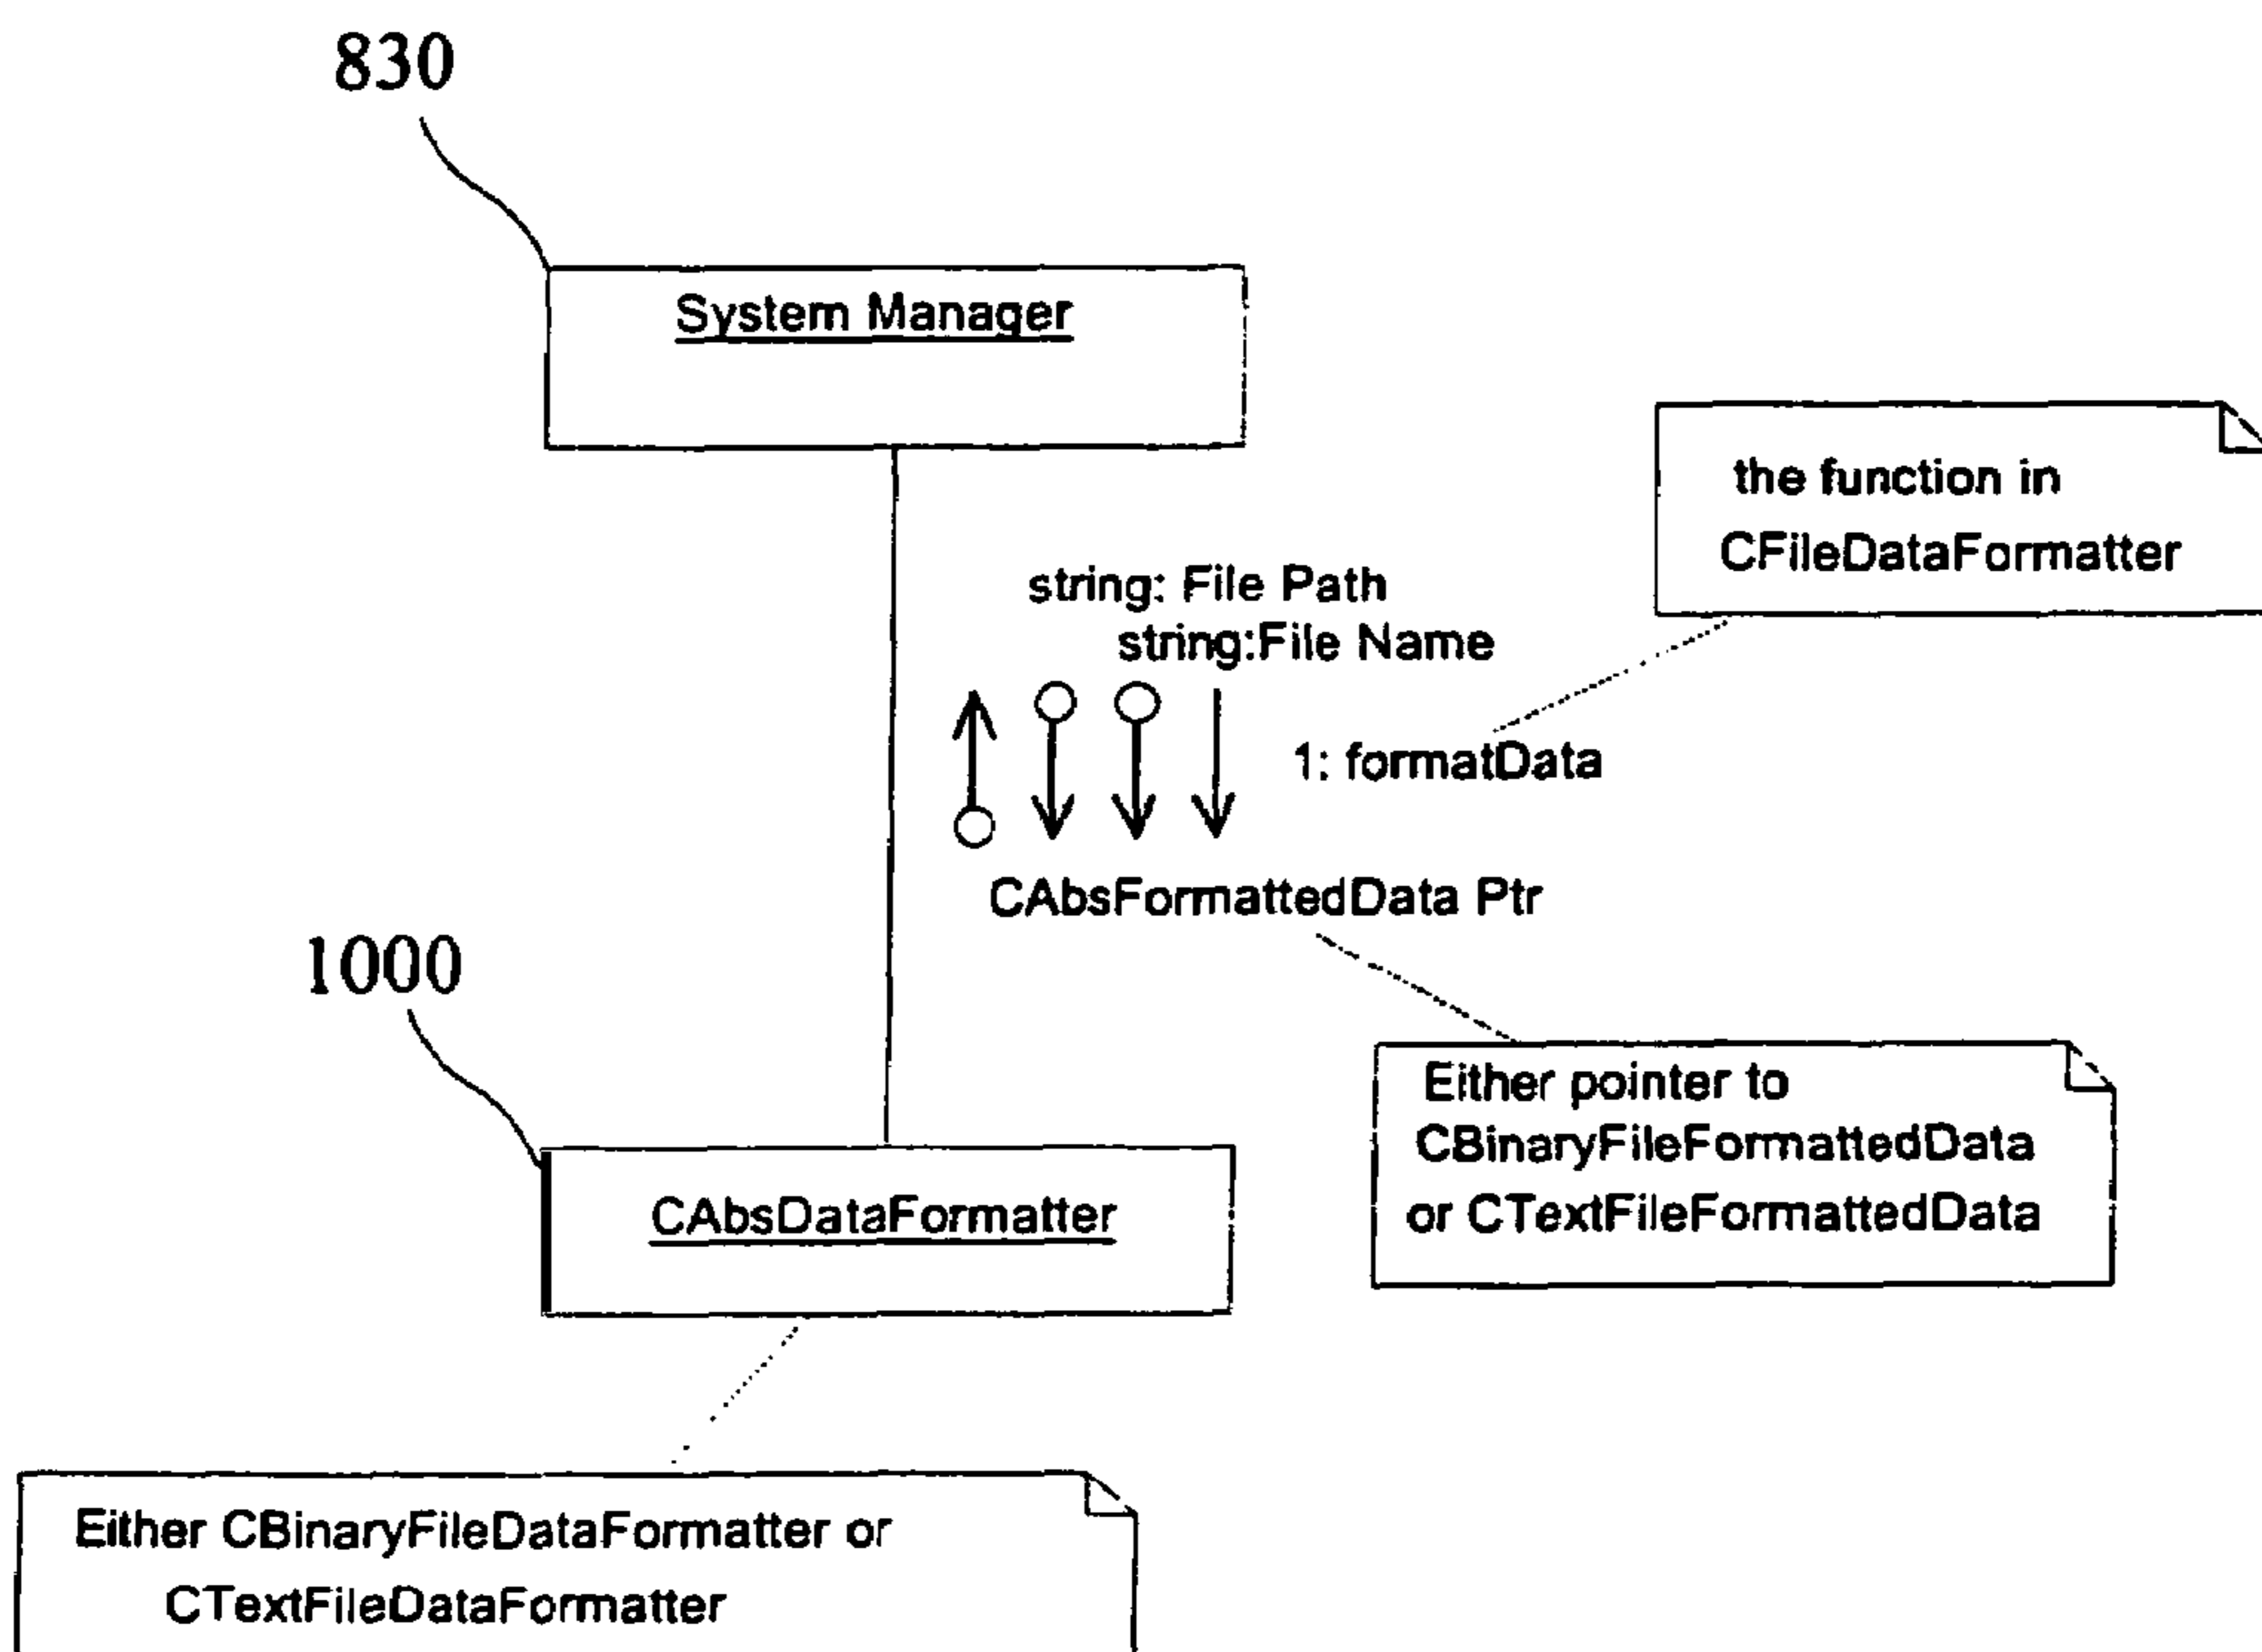 830
System Manager
the function in
CFileDataFormatter
string: File Path
string:File Name
1: formatData
CAbsFormattedData Ptr
1000
Either pointer to
CBinaryFileFormattedData
or CTextFileFormattedData
CAbsDataFormatter
Either CBinaryFileDataFormatter or
CTextFileDataFormatter